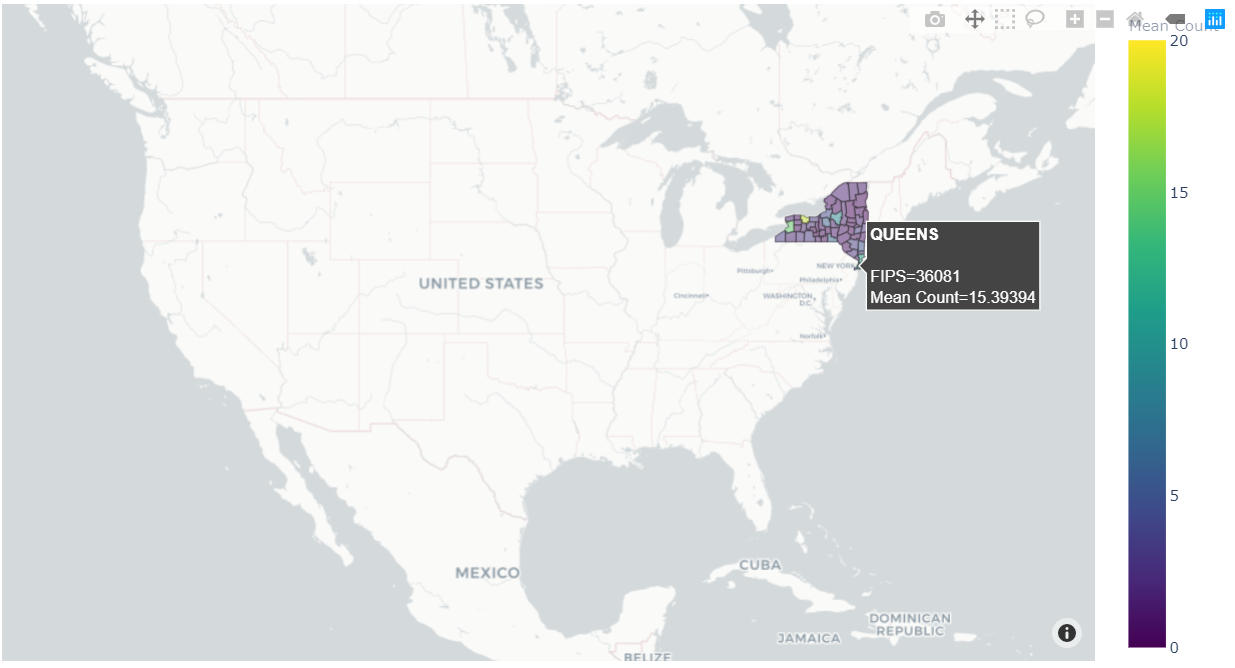 Mean Count
20
15
10
5
0
QUEENS
FIPS=36081
Mean Count=15.39394
NEW YORK
Pittsburgh
Philadelphia
Cincinnati
WASHINGTON
D.C.
Norfolk
UNITED STATES
MEXICO
CUBA
DOMINICAN
REPUBLIC
JAMAICA
BELIZE
i